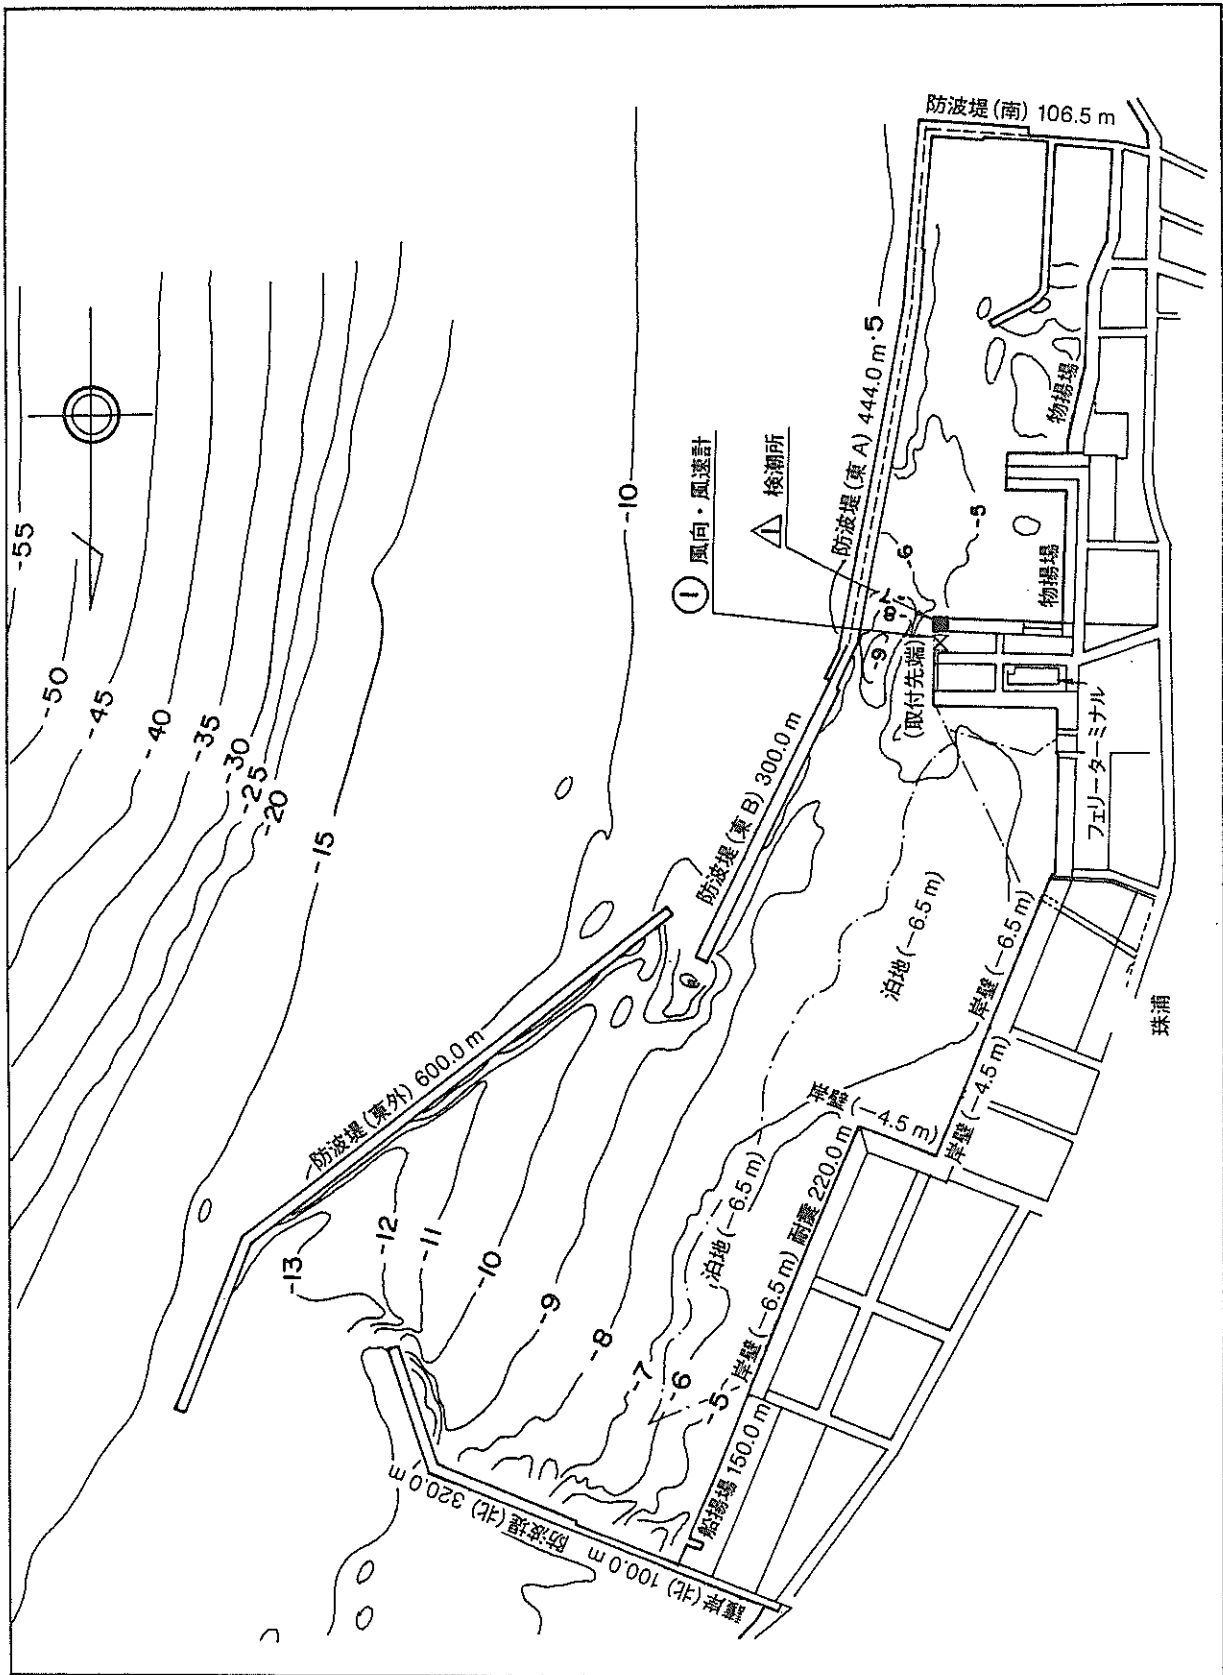 防波堤(南) 106.5 m
防波堤(東 A) 444.0 m・5
① 風向・風速計
1 検潮所
防波堤(東 B) 300.0 m
防波堤(東外) 600.0 m
防波堤(北) 320.0 m
護岸(北) 100.0 m
船揚場 150.0 m
岸壁(−6.5 m) 耐震 220.0 m
岸壁(−4.5 m)
岸壁(−4.5 m)
岸壁(−6.5 m)
泊地(−6.5 m)
泊地(−6.5 m)
(取付先端)
フェリーターミナル
物揚場
物揚場
珠浦
-55
-50
-45
-40
-35
-30
-25
-20
-15
-10
-13
-12
-11
-10
-9
-8
-7
-6
-5
-9
-8
-7
-6
-5